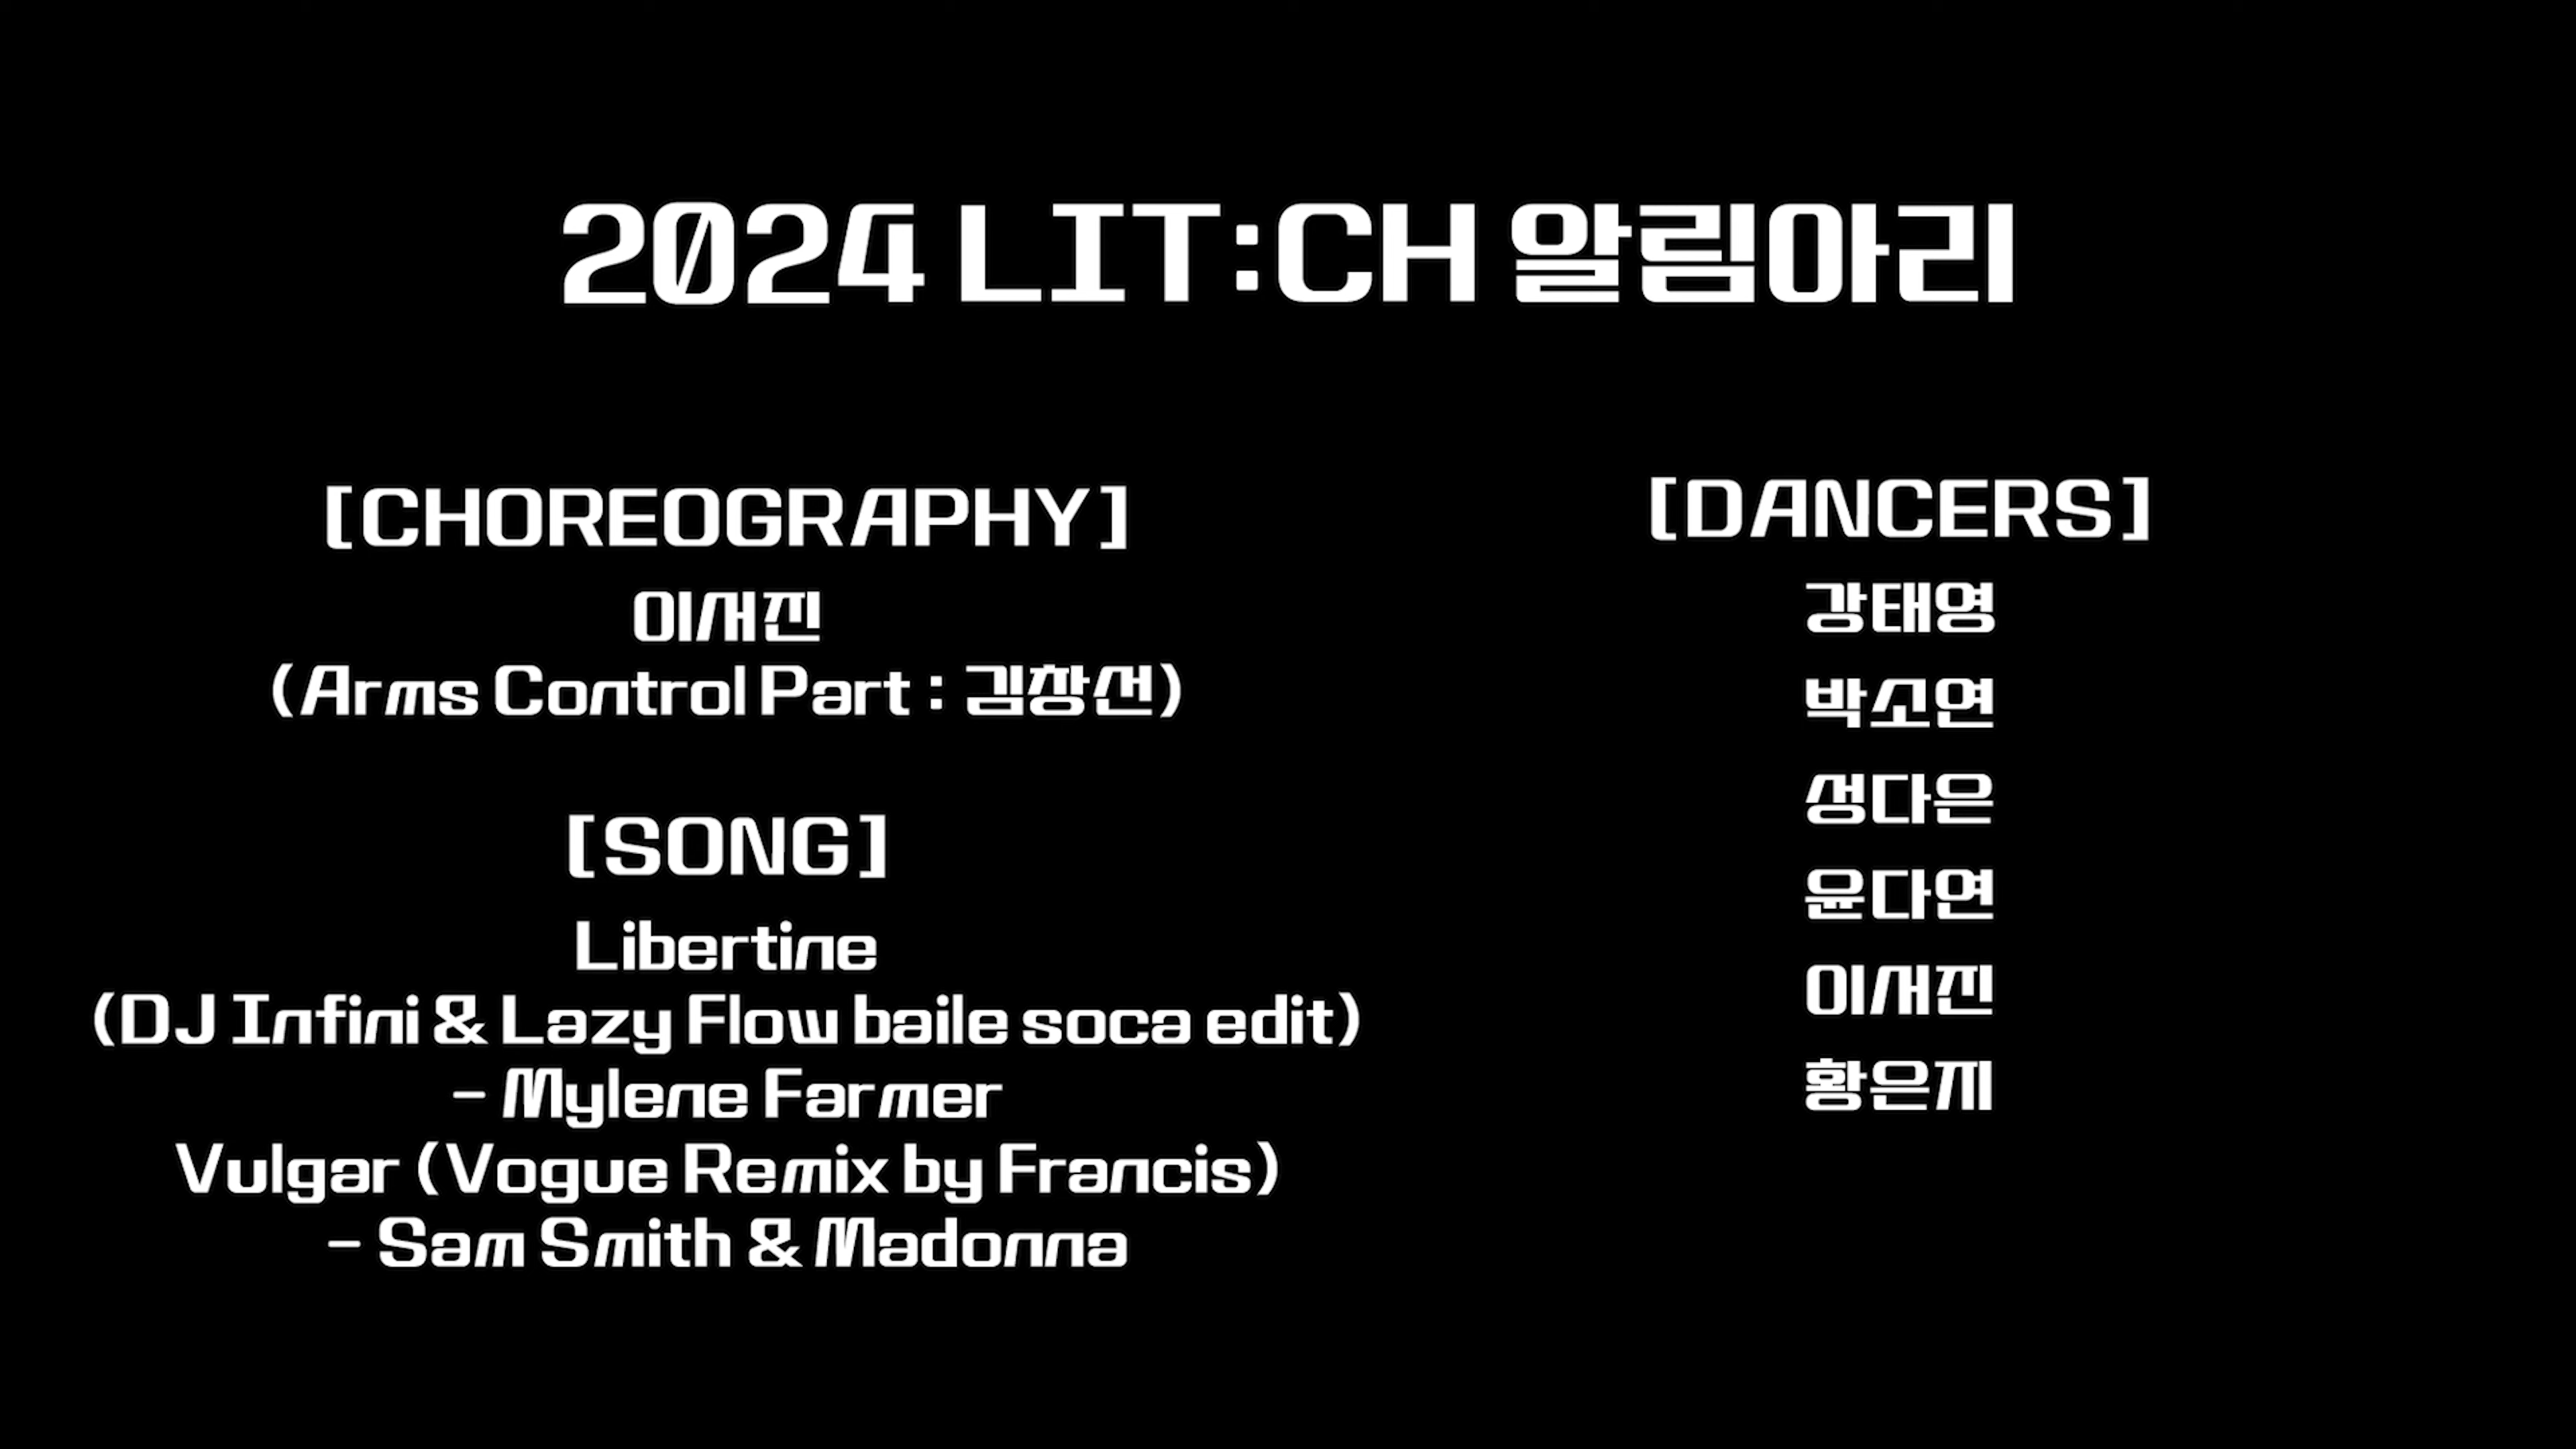 2024 LIT:CH 알림아리
[CHOREOGRAPHY]
이서진
(Arms Control Part : 김창선)
[SONG]
Libertine
(DJ Infini & Lazy Flow baile soca edit)
- Mylene Farmer
Vulgar (Vogue Remix by Francis)
- Sam Smith & Madonna
[DANCERS]
강태영
박소연
성다은
윤다연
이서진
황은지